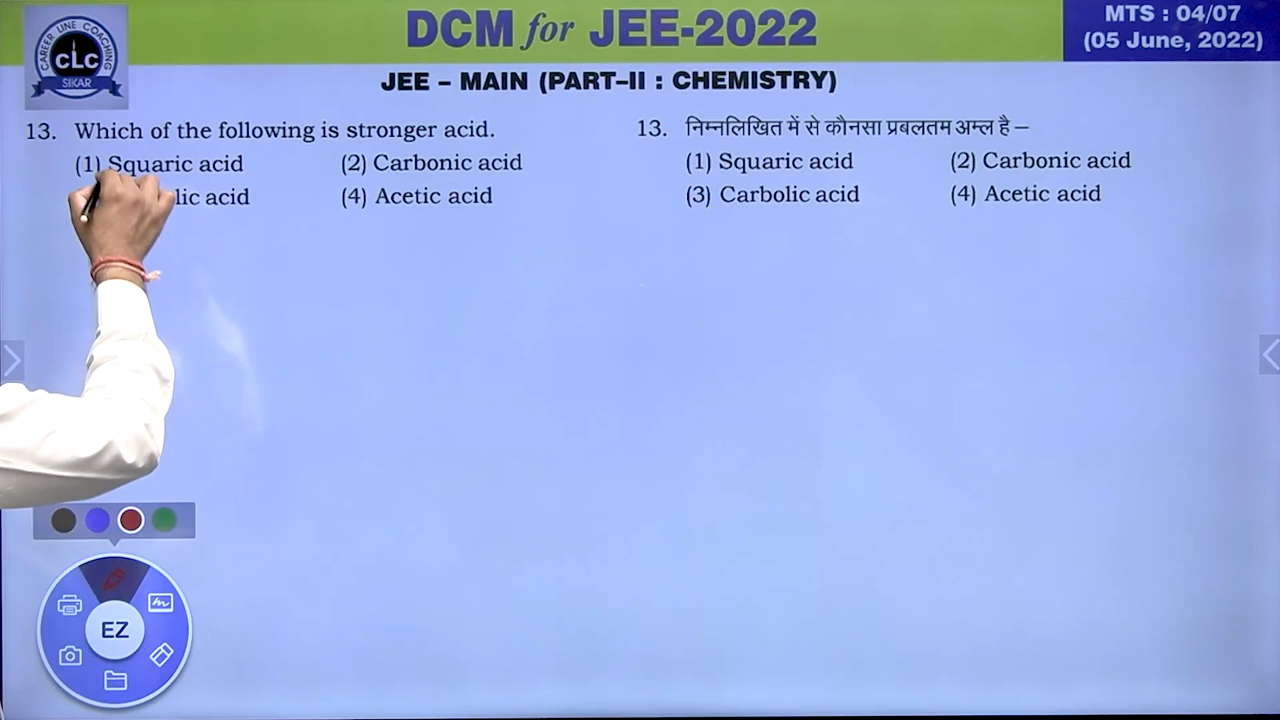 DCM for JEE-2022
MTS : 04/07
(05 June, 2022)
CAREER LINE COACHING
CLC
SIKAR
JEE – MAIN (PART–II : CHEMISTRY)
13. Which of the following is stronger acid.
(1) Squaric acid (2) Carbonic acid
lic acid (4) Acetic acid
13. निम्नलिखित में से कौनसा प्रबलतम अम्ल है –
(1) Squaric acid (2) Carbonic acid
(3) Carbolic acid (4) Acetic acid
EZ